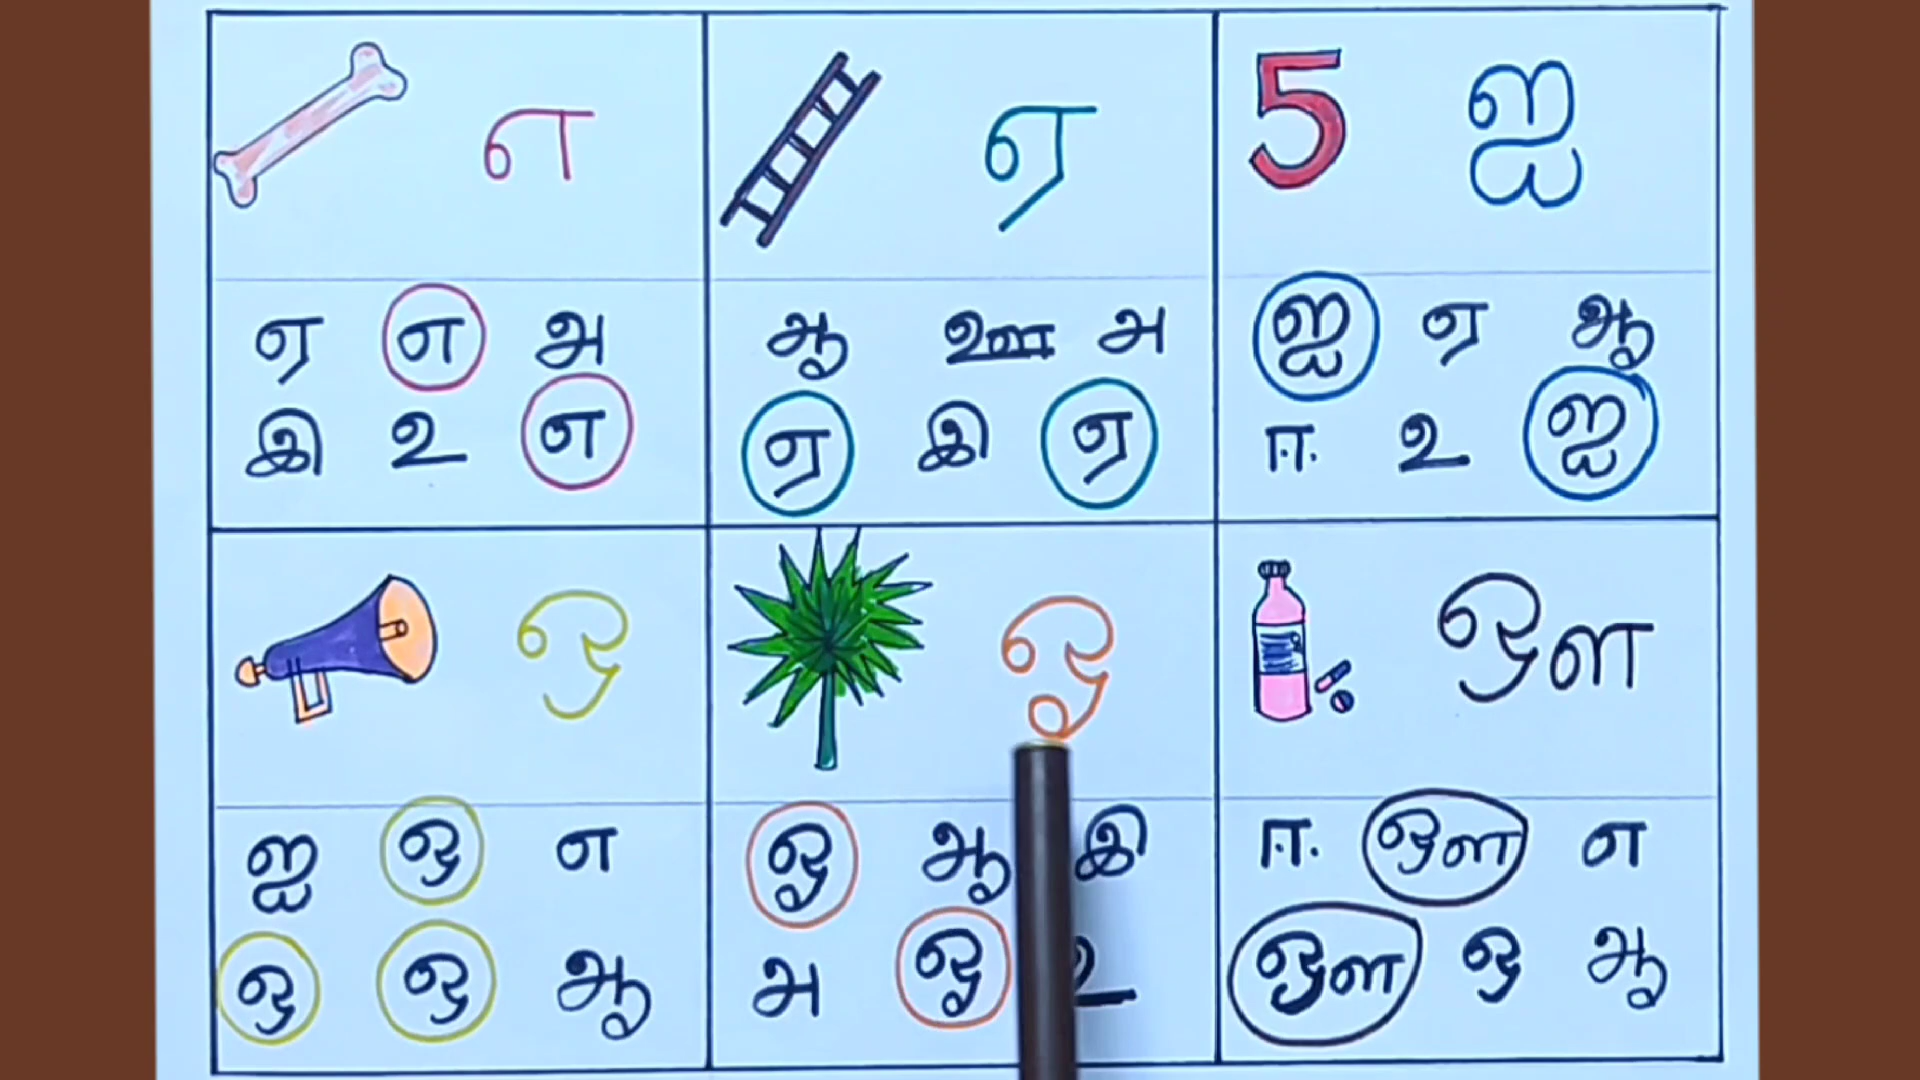 எ
ஏ எ அ
இ உ எ
ஏ
ஆ ஊ அ
ஏ இ ஏ
5 ஐ
ஐ ஏ ஆ
ஈ உ ஐ
ஒ
ஐ ஒ எ
ஒ ஒ ஆ
ஓ
ஓ ஆ இ
அ ஓ உ
ஔ
ஈ ஔ எ
ஔ ஒ ஆ